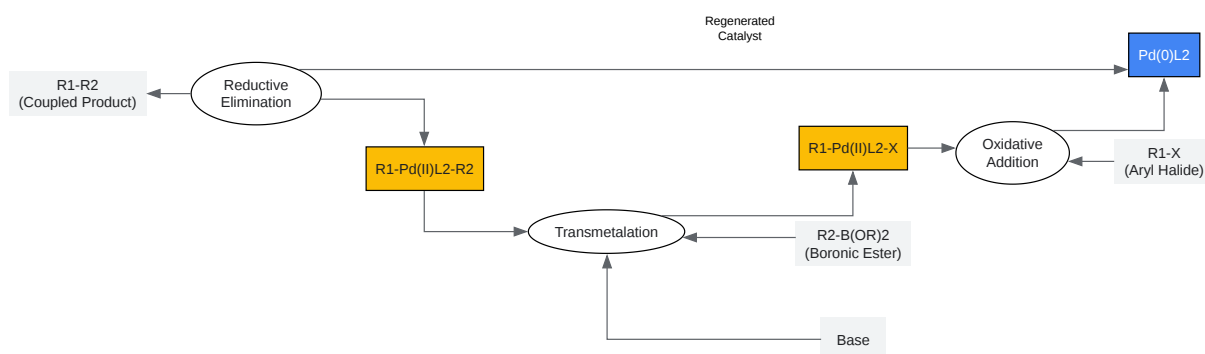 Regenerated
Catalyst
Pd(0)L2
R1-R2
(Coupled Product)
Reductive
Elimination
R1-Pd(II)L2-R2
R1-Pd(II)L2-X
Oxidative
Addition
R1-X
(Aryl Halide)
Transmetalation
R2-B(OR)2
(Boronic Ester)
Base